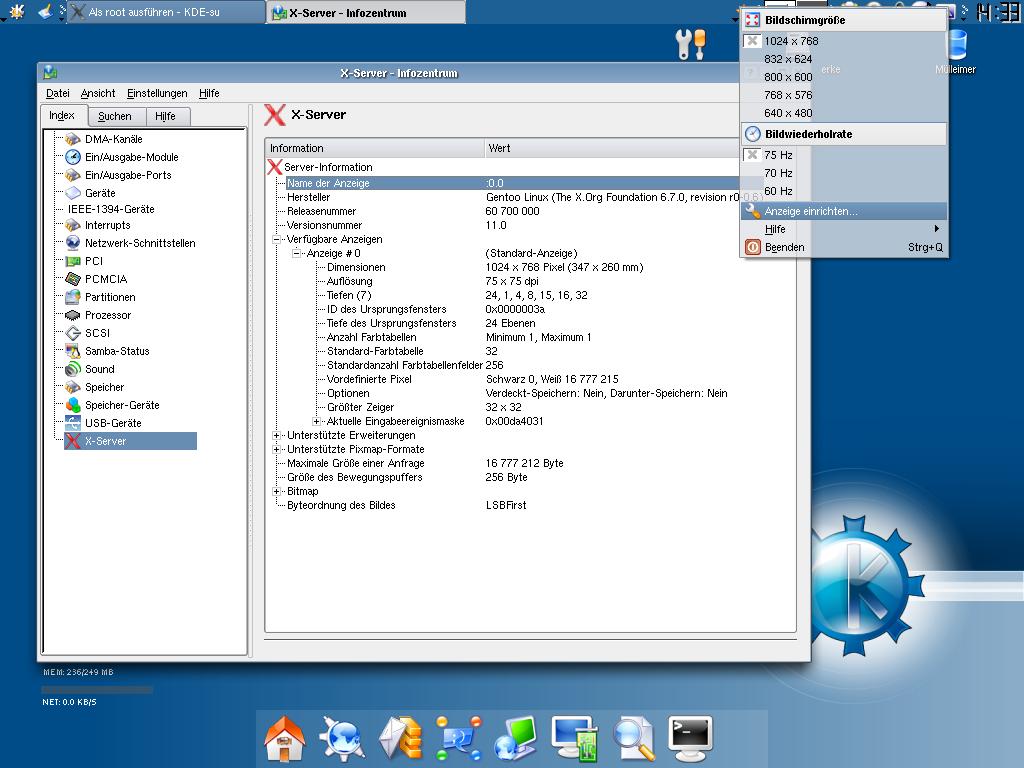 Als root ausführen - KDE-su
X-Server - Infozentrum
14:33
Bildschirmgröße
1024 x 768
832 x 624
800 x 600
768 x 576
640 x 480
Bildwiederholrate
75 Hz
70 Hz
60 Hz
Anzeige einrichten...
Hilfe
Beenden Strg+Q
erke
Mülleimer
X-Server - Infozentrum
Datei Ansicht Einstellungen Hilfe
Index Suchen Hilfe
DMA-Kanäle
Ein/Ausgabe-Module
Ein/Ausgabe-Ports
Geräte
IEEE-1394-Geräte
Interrupts
Netzwerk-Schnittstellen
PCI
PCMCIA
Partitionen
Prozessor
SCSI
Samba-Status
Sound
Speicher
Speicher-Geräte
USB-Geräte
X-Server
X-Server
Information Wert
Server-Information
Name der Anzeige :0.0
Hersteller Gentoo Linux (The X.Org Foundation 6.7.0, revision r0-0.6)
Releasenummer 60 700 000
Versionsnummer 11.0
Verfügbare Anzeigen
Anzeige # 0 (Standard-Anzeige)
Dimensionen 1024 x 768 Pixel (347 x 260 mm)
Auflösung 75 x 75 dpi
Tiefen (7) 24, 1, 4, 8, 15, 16, 32
ID des Ursprungsfensters 0x0000003a
Tiefe des Ursprungsfensters 24 Ebenen
Anzahl Farbtabellen Minimum 1, Maximum 1
Standard-Farbtabelle 32
Standardanzahl Farbtabellenfelder 256
Vordefinierte Pixel Schwarz 0, Weiß 16 777 215
Optionen Verdeckt-Speichern: Nein, Darunter-Speichern: Nein
Größter Zeiger 32 x 32
Aktuelle Eingabeereignismaske 0x00da4031
Unterstützte Erweiterungen
Unterstützte Pixmap-Formate
Maximale Größe einer Anfrage 16 777 212 Byte
Größe des Bewegungspuffers 256 Byte
Bitmap
Byteordnung des Bildes LSBFirst
MEM: 236/249 MB
NET: 0.0 KB/S
K